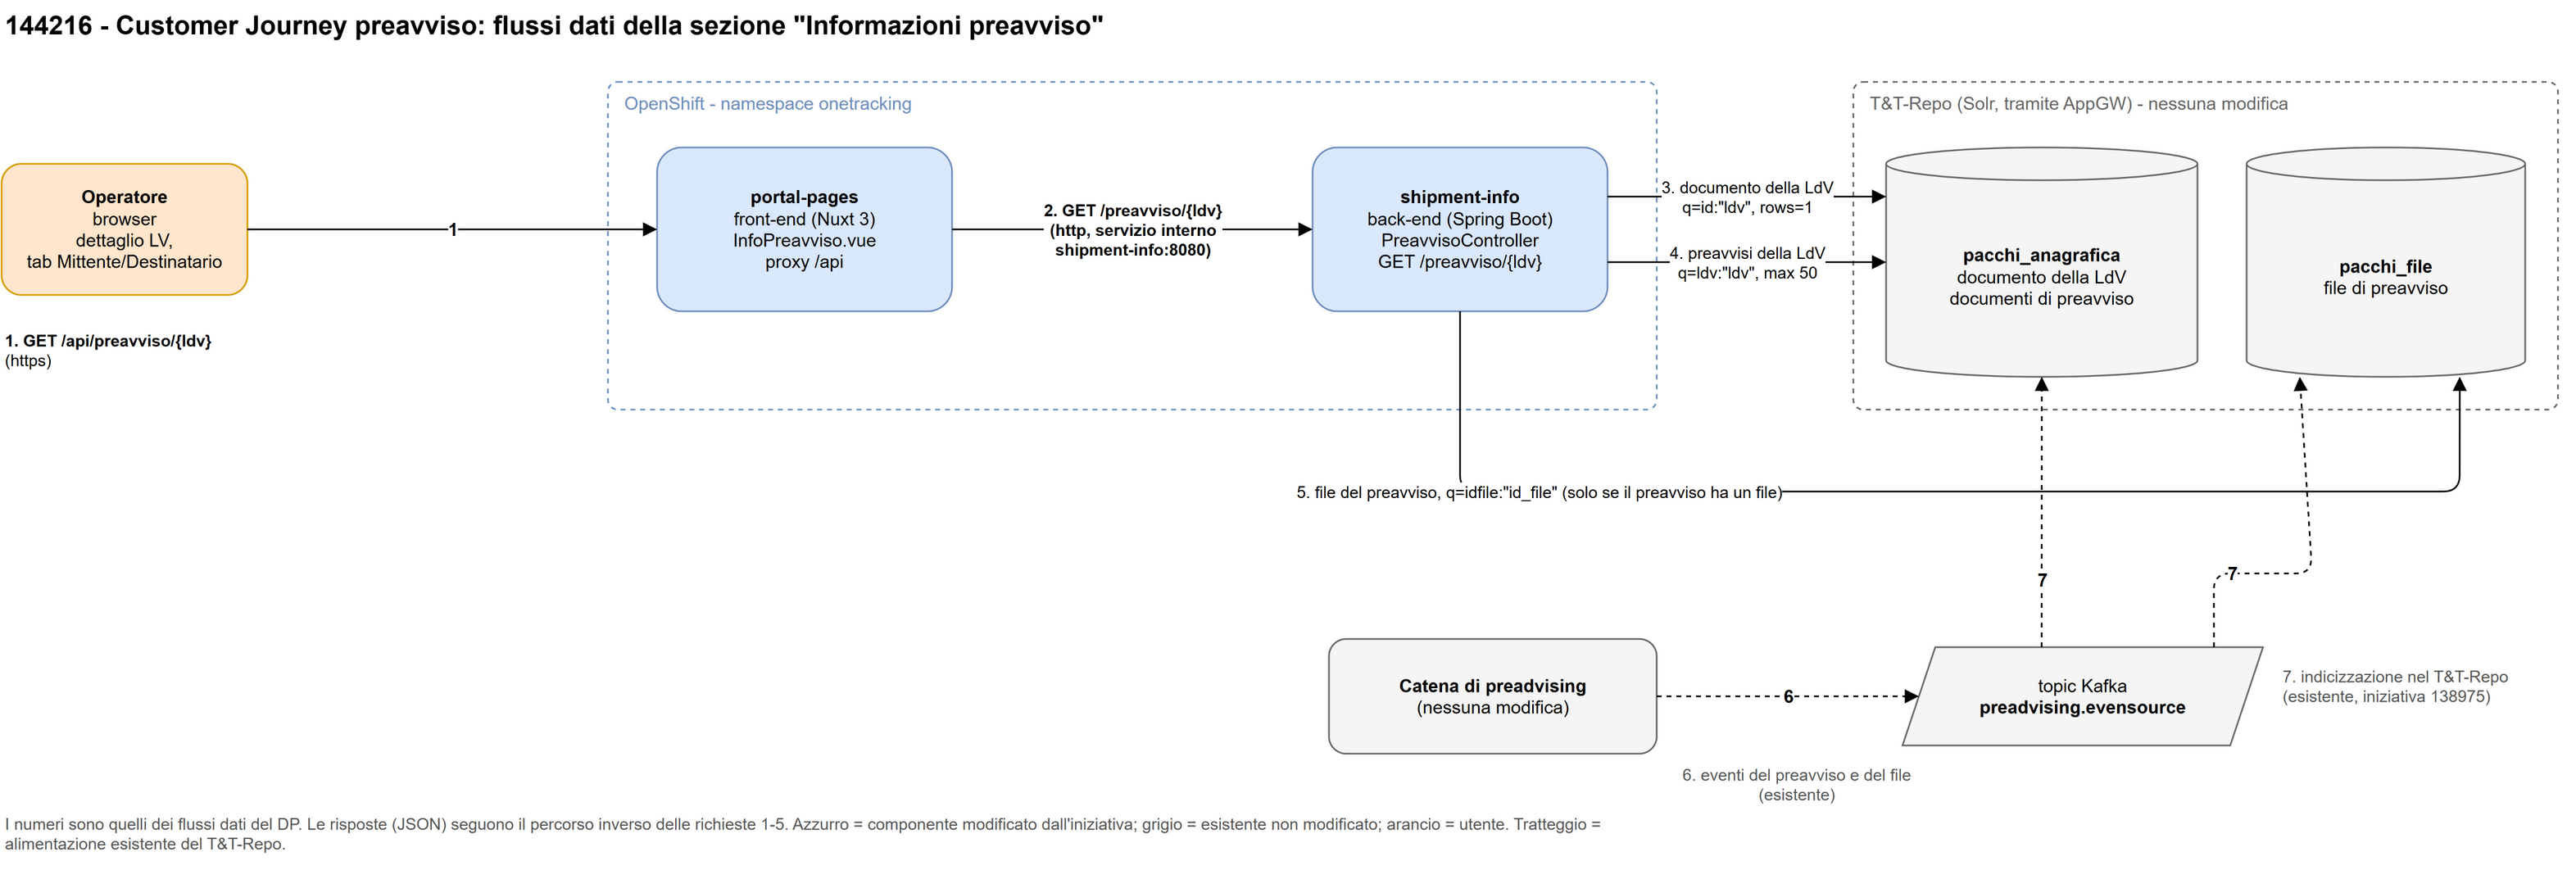 144216 - Customer Journey preavviso: flussi dati della sezione "Informazioni preavviso"
OpenShift - namespace onetracking
T&T-Repo (Solr, tramite AppGW) - nessuna modifica
Operatore
browser
dettaglio LV,
tab Mittente/Destinatario
1
portal-pages
front-end (Nuxt 3)
InfoPreavviso.vue
proxy /api
2. GET /preavviso/{ldv}
(http, servizio interno
shipment-info:8080)
shipment-info
back-end (Spring Boot)
PreavvisoController
GET /preavviso/{ldv}
3. documento della LdV
q=id:"ldv", rows=1
4. preavvisi della LdV
q=ldv:"ldv", max 50
pacchi_anagrafica
documento della LdV
documenti di preavviso
pacchi_file
file di preavviso
1. GET /api/preavviso/{ldv}
(https)
5. file del preavviso, q=idfile:"id_file" (solo se il preavviso ha un file)
7
7
Catena di preadvising
(nessuna modifica)
6
topic Kafka
preadvising.evensource
7. indicizzazione nel T&T-Repo
(esistente, iniziativa 138975)
6. eventi del preavviso e del file
(esistente)
I numeri sono quelli dei flussi dati del DP. Le risposte (JSON) seguono il percorso inverso delle richieste 1-5. Azzurro = componente modificato dall'iniziativa; grigio = esistente non modificato; arancio = utente. Tratteggio =
alimentazione esistente del T&T-Repo.